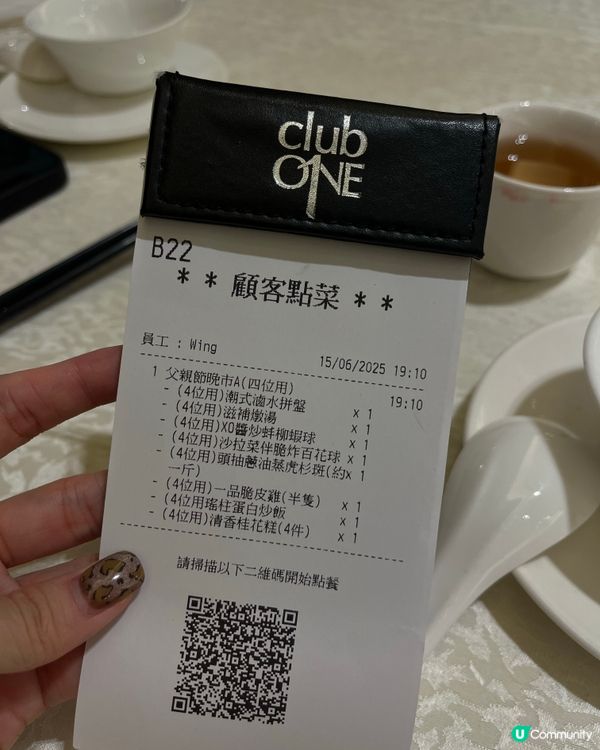 club
ONE
B22
* * 顧客點菜 * *
員工 : Wing
15/06/2025 19:10
1 父親節晚市A(四位用) 19:10
- (4位用)潮式滷水拼盤 x 1
- (4位用)滋補燉湯 x 1
- (4位用)XO醬炒蚌柳蝦球 x 1
- (4位用)沙拉菜伴脆炸百花球 x 1
- (4位用)頭抽蔥油蒸虎杉斑(約x 1
一斤)
- (4位用)一品脆皮雞(半隻) x 1
- (4位用瑤柱蛋白炒飯 x 1
- (4位用)清香桂花糕(4件) x 1
請掃描以下二維碼開始點餐
U Community